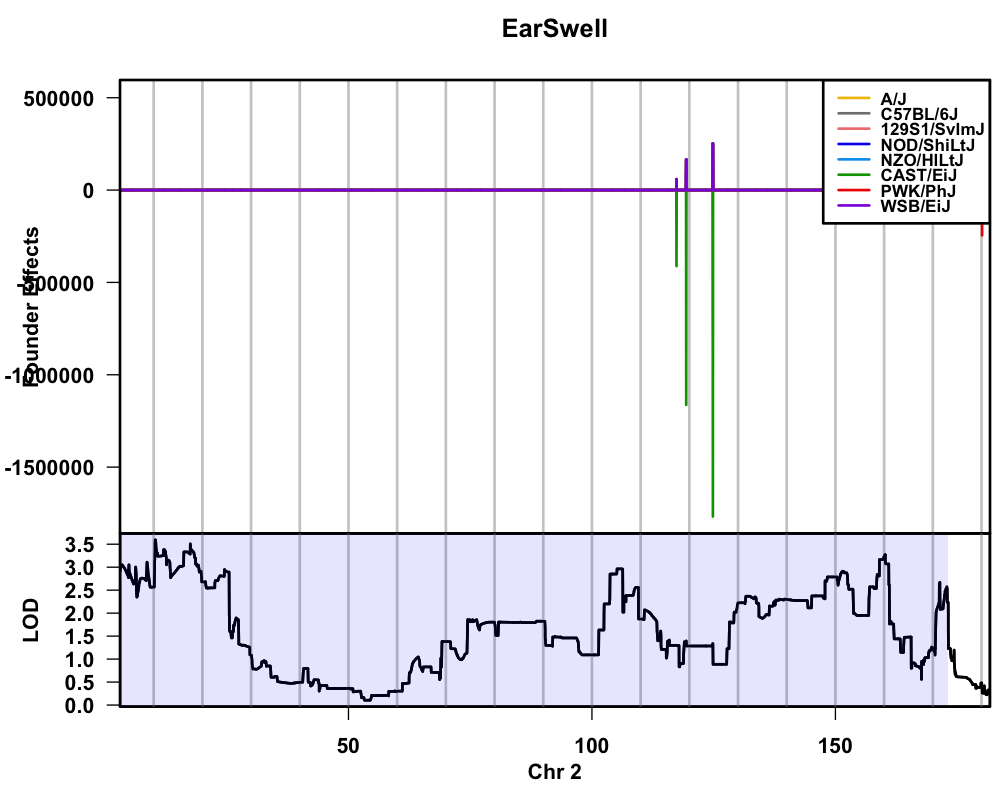 EarSwell
500000
0
-500000
-1000000
-1500000
Founder Effects
A/J
C57BL/6J
129S1/SvImJ
NOD/ShiLtJ
NZO/HlLtJ
CAST/EiJ
PWK/PhJ
WSB/EiJ
3.5
3.0
2.5
2.0
1.5
1.0
0.5
0.0
LOD
50
100
150
Chr 2